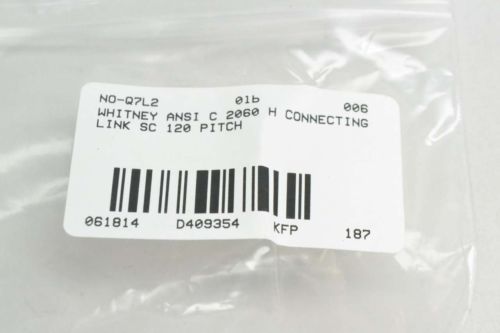 NO-Q7L2 01b 006
WHITNEY ANSI C 2060 H CONNECTING
LINK SC 120 PITCH
061814 D409354 KFP 187